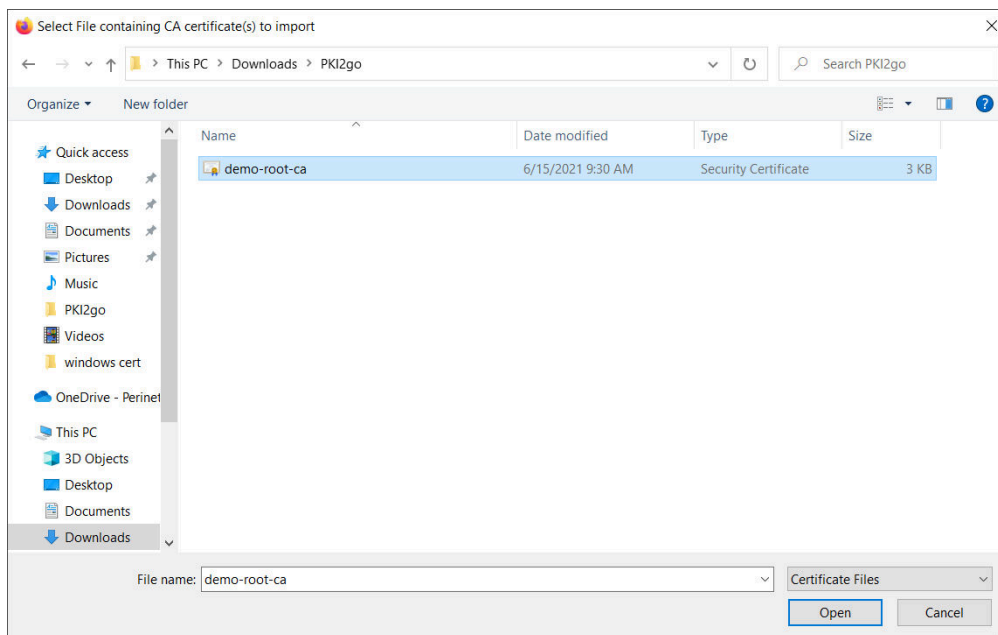 Select File containing CA certificate(s) to import
This PC > Downloads > PKI2go
Search PKI2go
Organize
New folder
Name
Date modified
Type
Size
demo-root-ca
6/15/2021 9:30 AM
Security Certificate
3 KB
Quick access
Desktop
Downloads
Documents
Pictures
Music
PKI2go
Videos
windows cert
OneDrive - Perinet
This PC
3D Objects
Desktop
Documents
Downloads
File name: demo-root-ca
Certificate Files
Open
Cancel